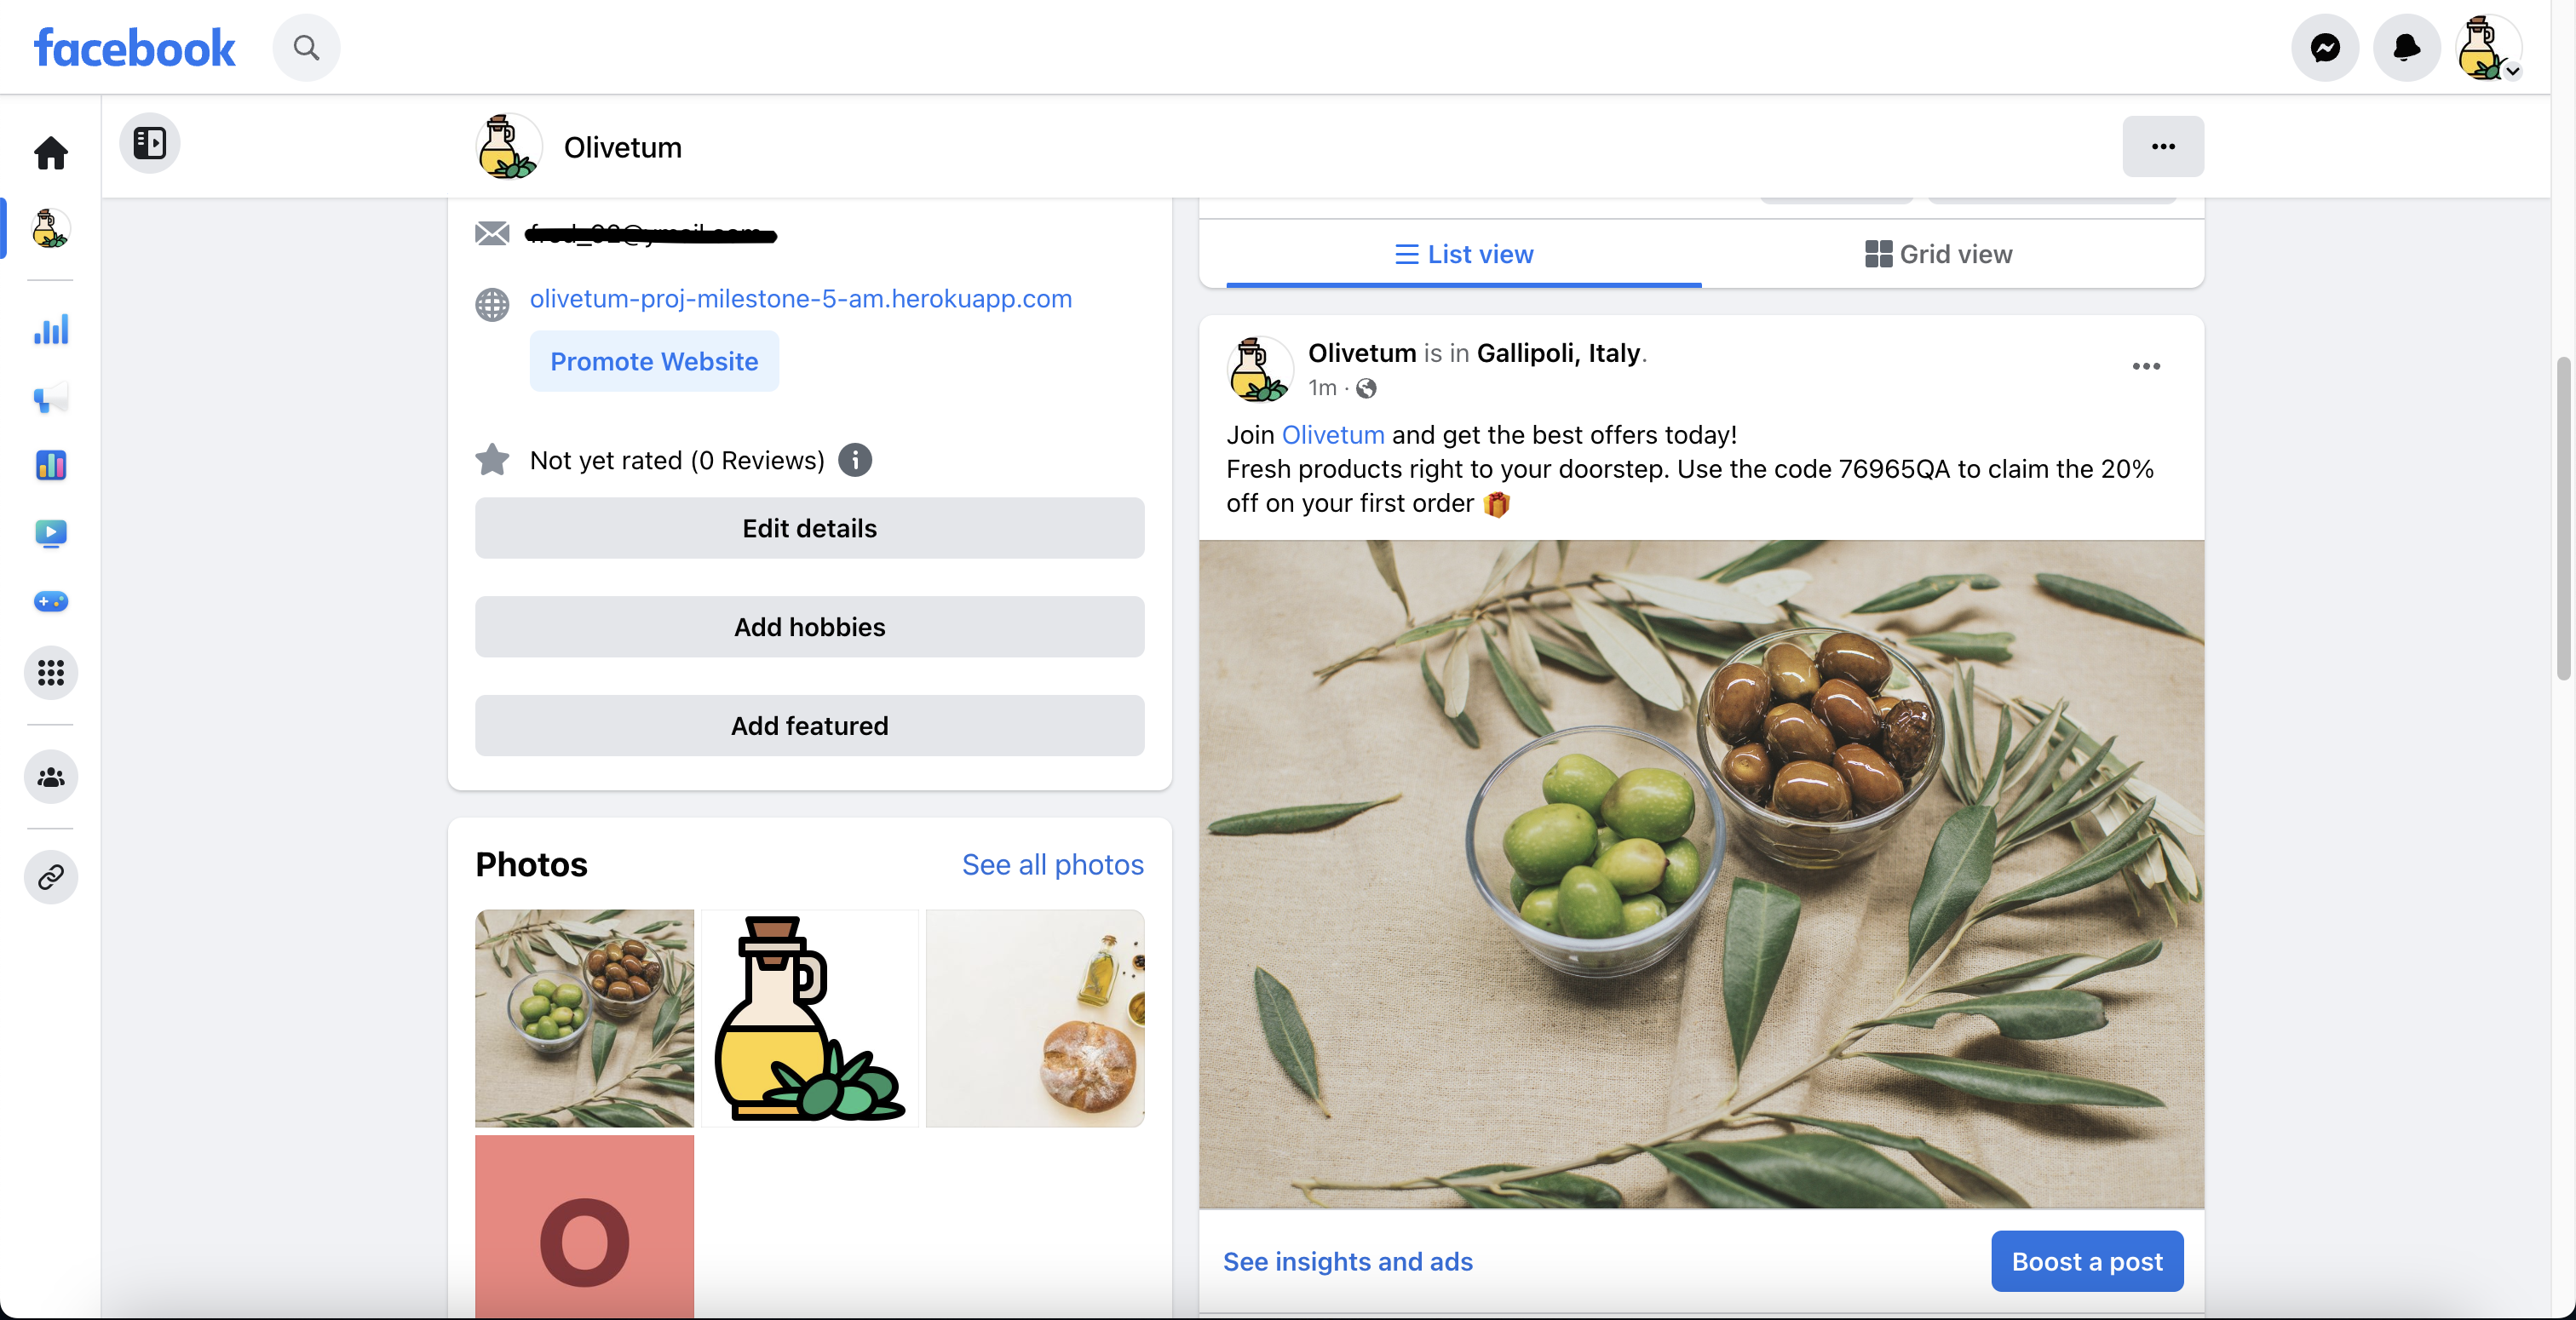 facebook
Olivetum
olivetum-proj-milestone-5-am.herokuapp.com
Promote Website
Not yet rated (0 Reviews)
Edit details
Add hobbies
Add featured
Photos
See all photos
O
List view
Grid view
Olivetum is in Gallipoli, Italy.
1m ·
Join Olivetum and get the best offers today!
Fresh products right to your doorstep. Use the code 76965QA to claim the 20%
off on your first order 🎁
See insights and ads
Boost a post